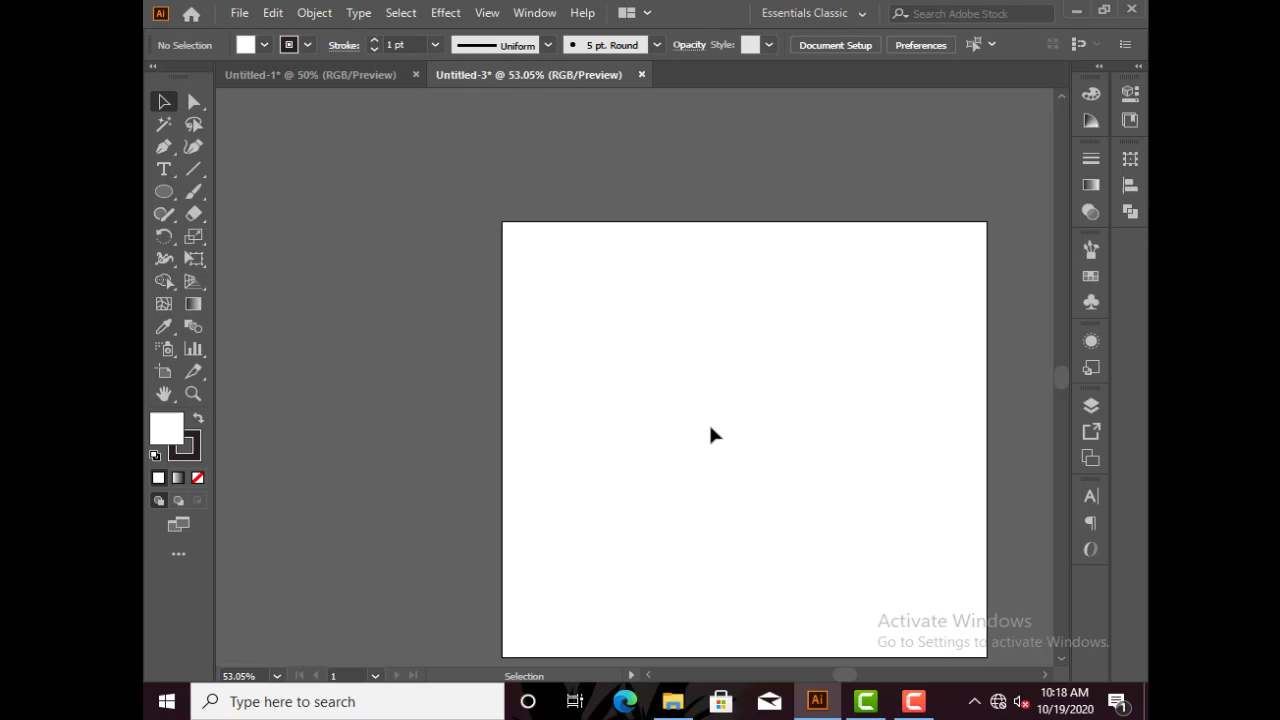 Ai File Edit Object Type Select Effect View Window Help Essentials Classic Search Adobe Stock
No Selection Stroke: 1 pt Uniform 5 pt. Round Opacity Style: Document Setup Preferences
Untitled-1* @ 50% (RGB/Preview) Untitled-3* @ 53.05% (RGB/Preview)
Activate Windows
Go to Settings to activate Windows.
53.05% 1 Selection
Type here to search Ai 10:18 AM
10/19/2020 1